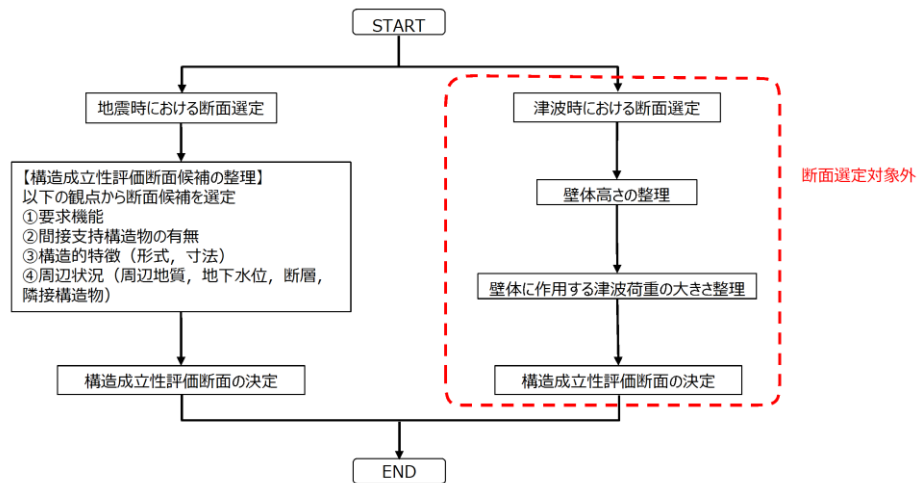 START
地震時における断面選定
【構造成立性評価断面候補の整理】
以下の観点から断面候補を選定
①要求機能
②間接支持構造物の有無
③構造的特徴（形式，寸法）
④周辺状況（周辺地質，地下水位，断層，
隣接構造物）
構造成立性評価断面の決定
津波時における断面選定
壁体高さの整理
壁体に作用する津波荷重の大きさ整理
構造成立性評価断面の決定
断面選定対象外
END